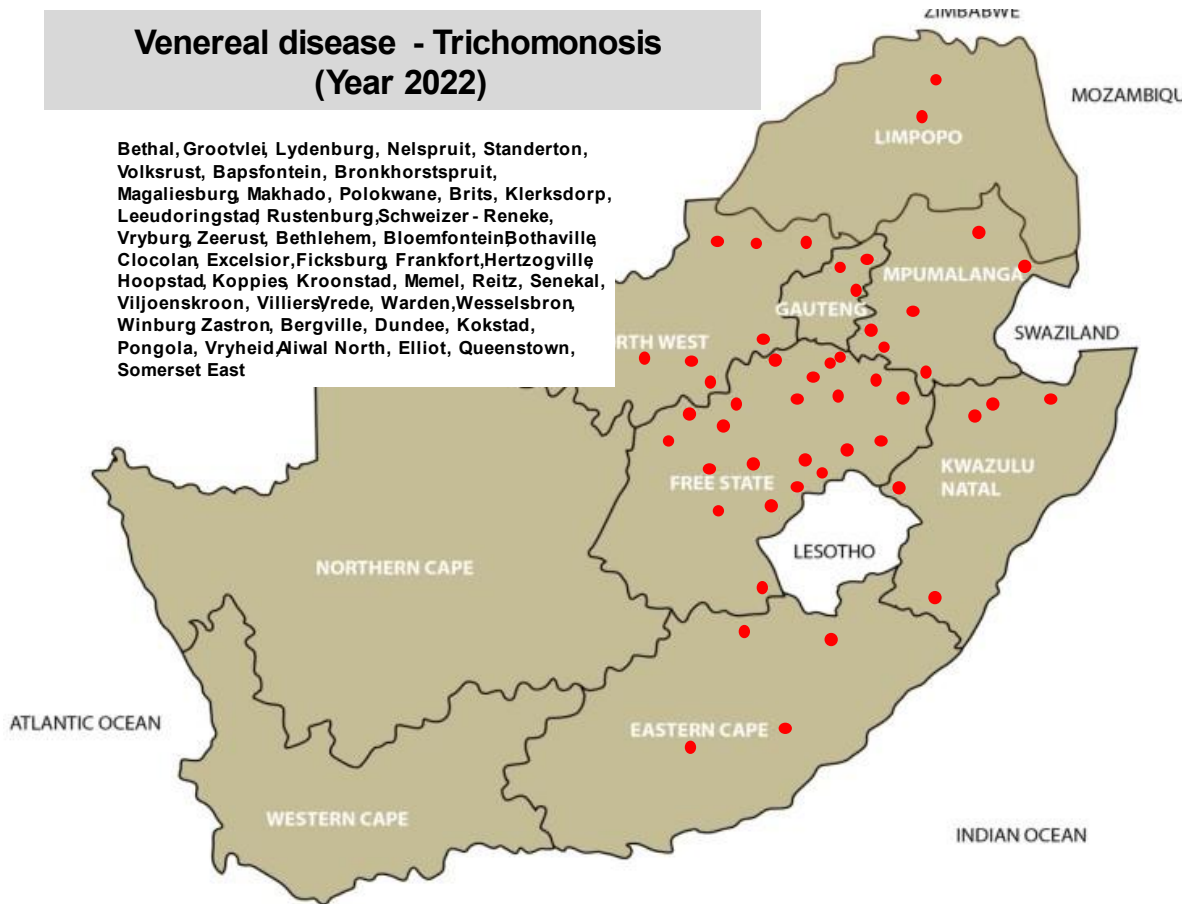 Venereal disease - Trichomonosis
(Year 2022)
Bethal, Grootvlei, Lydenburg, Nelspruit, Standerton,
Volksrust, Bapsfontein, Bronkhorstspruit,
Magaliesburg, Makhado, Polokwane, Brits, Klerksdorp,
Leeudoringstad, Rustenburg,Schweizer - Reneke,
Vryburg, Zeerust, Bethlehem, Bloemfontein,Bothaville,
Clocolan, Excelsior,Ficksburg, Frankfort,Hertzogville,
Hoopstad, Koppies, Kroonstad, Memel, Reitz, Senekal,
Viljoenskroon, Villiers,Vrede, Warden,Wesselsbron,
Winburg, Zastron, Bergville, Dundee, Kokstad,
Pongola, Vryheid,Aliwal North, Elliot, Queenstown,
Somerset East
ZIMBABWE
MOZAMBIQU
LIMPOPO
MPUMALANGA
GAUTENG
SWAZILAND
RTH WEST
KWAZULU
NATAL
FREE STATE
LESOTHO
NORTHERN CAPE
ATLANTIC OCEAN
EASTERN CAPE
WESTERN CAPE
INDIAN OCEAN